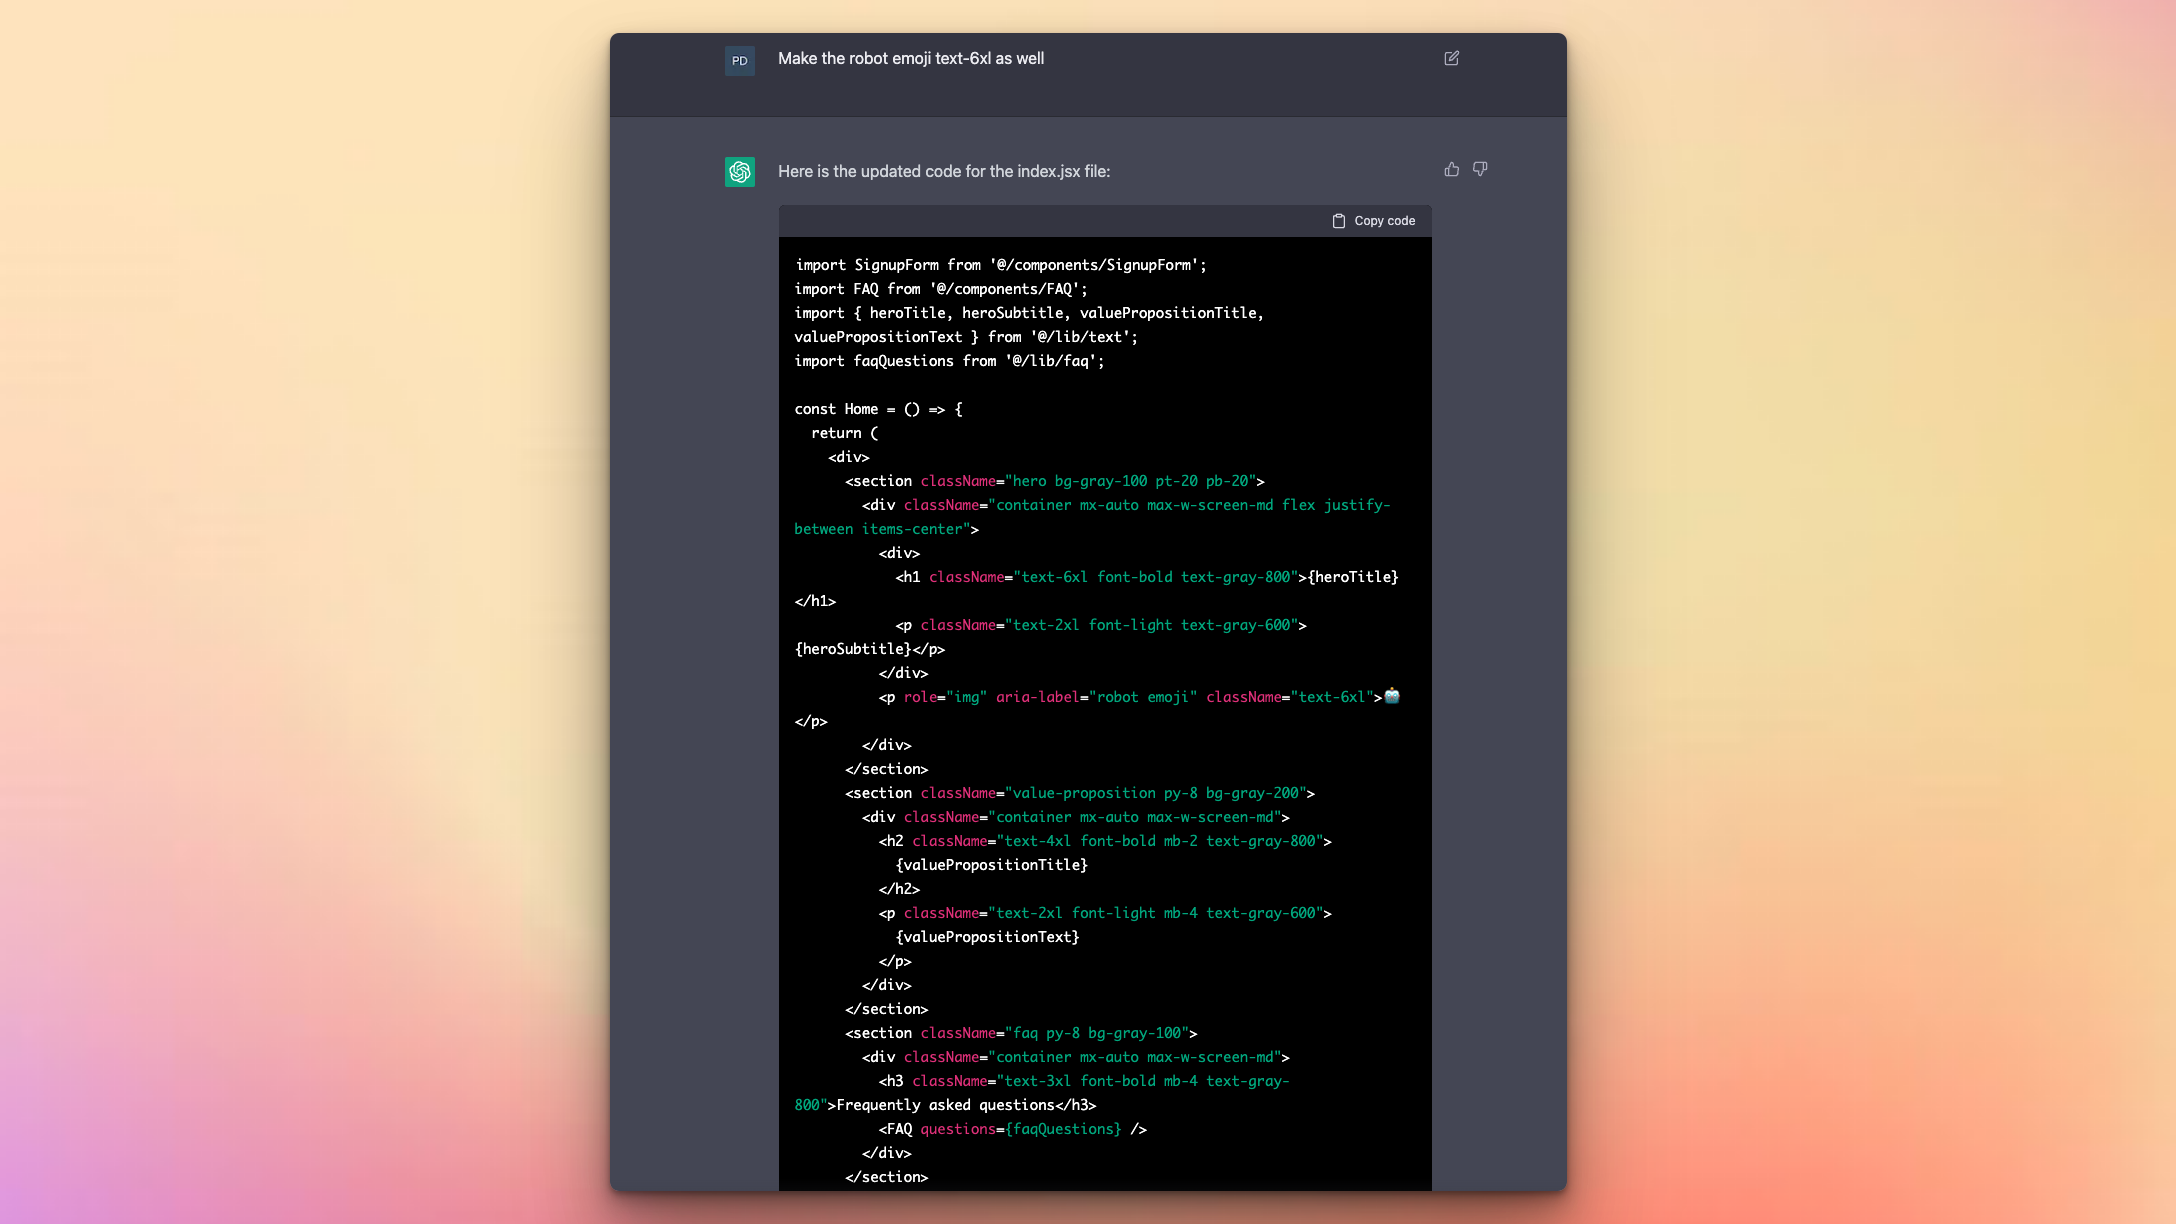 PD
Make the robot emoji text-6xl as well
Here is the updated code for the index.jsx file:
Copy code
import SignupForm from '@/components/SignupForm';
import FAQ from '@/components/FAQ';
import { heroTitle, heroSubtitle, valuePropositionTitle,
valuePropositionText } from '@/lib/text';
import faqQuestions from '@/lib/faq';
const Home = () => {
  return (
    <div>
      <section className="hero bg-gray-100 pt-20 pb-20">
        <div className="container mx-auto max-w-screen-md flex justify-
between items-center">
          <div>
            <h1 className="text-6xl font-bold text-gray-800">{heroTitle}
</h1>
            <p className="text-2xl font-light text-gray-600">
{heroSubtitle}</p>
          </div>
          <p role="img" aria-label="robot emoji" className="text-6xl">🤖
</p>
        </div>
      </section>
      <section className="value-proposition py-8 bg-gray-200">
        <div className="container mx-auto max-w-screen-md">
          <h2 className="text-4xl font-bold mb-2 text-gray-800">
            {valuePropositionTitle}
          </h2>
          <p className="text-2xl font-light mb-4 text-gray-600">
            {valuePropositionText}
          </p>
        </div>
      </section>
      <section className="faq py-8 bg-gray-100">
        <div className="container mx-auto max-w-screen-md">
          <h3 className="text-3xl font-bold mb-4 text-gray-
800">Frequently asked questions</h3>
          <FAQ questions={faqQuestions} />
        </div>
      </section>